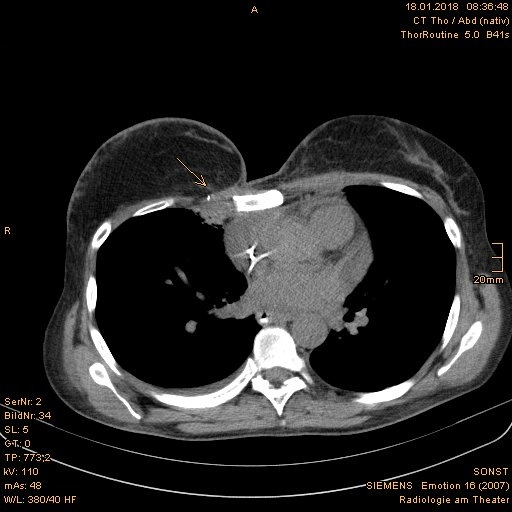 18.01.2018 08:36:48
A
CT Tho / Abd (nativ)
ThorRoutine 5.0 B41s
R
20mm
SerNr: 2
BildNr: 34
SL: 5
GT: 0
TP: 773,2
kV: 110
mAs: 48
W/L: 380/40 HF
SONST
SIEMENS Emotion 16 (2007)
Radiologie am Theater